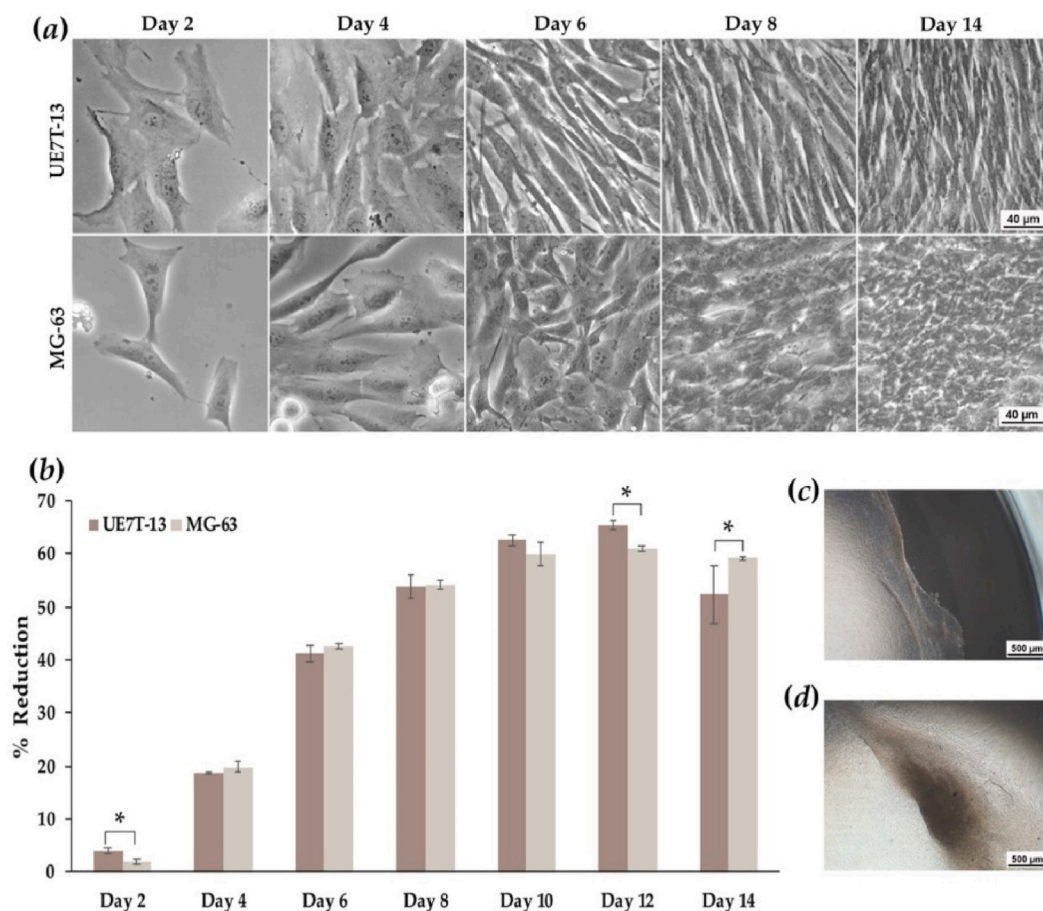 (a)
Day 2 Day 4 Day 6 Day 8 Day 14
UE7T-13
40 µm
MG-63
40 µm
(b)
% Reduction
70
60
50
40
30
20
10
0
UE7T-13 MG-63
*
*
*
Day 2 Day 4 Day 6 Day 8 Day 10 Day 12 Day 14
(c)
500 µm
(d)
500 µm